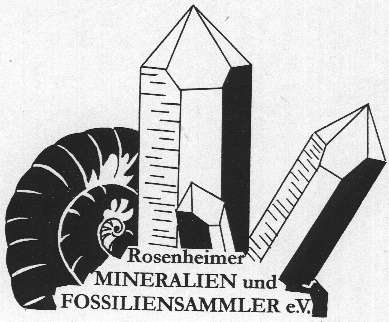 Rosenheimer
MINERALIEN und
FOSSILIENSAMMLER e.V.